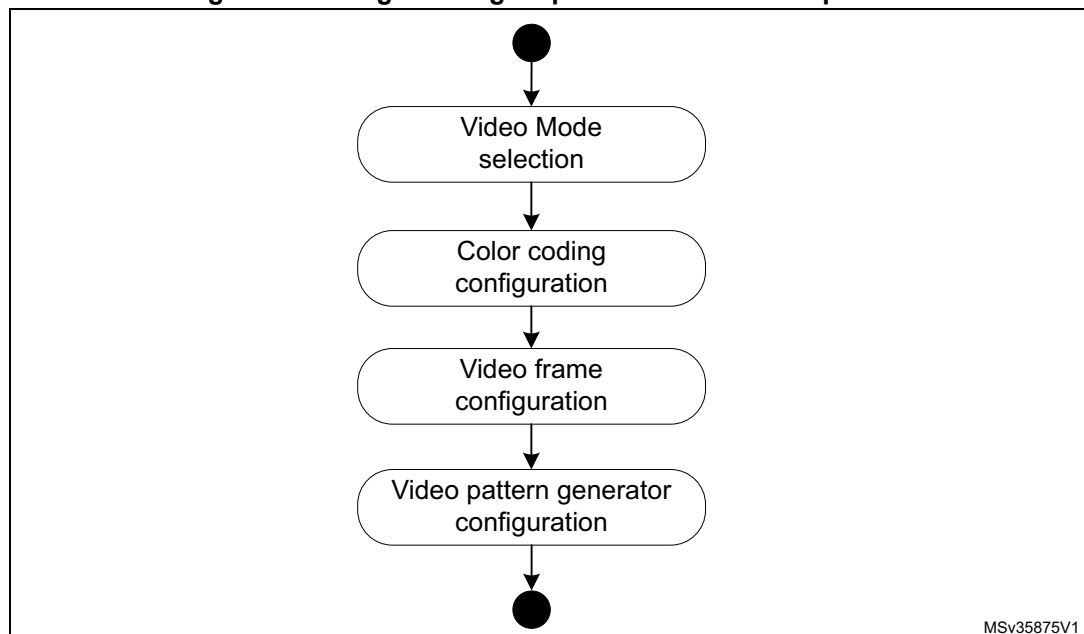 Video Mode
selection
Color coding
configuration
Video frame
configuration
Video pattern generator
configuration
MSv35875V1